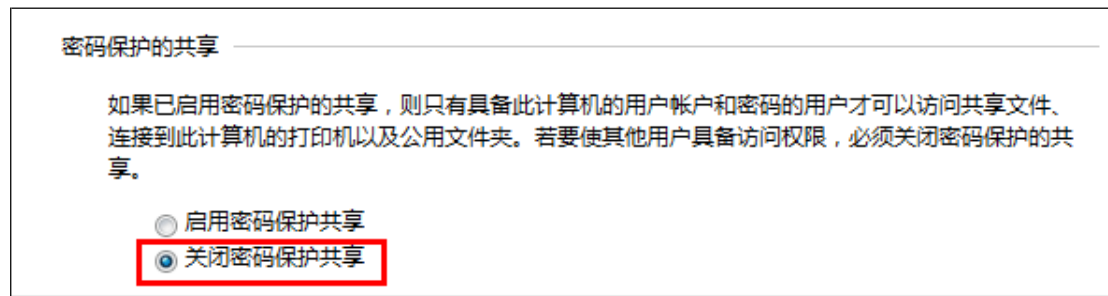 密码保护的共享
如果已启用密码保护的共享，则只有具备此计算机的用户帐户和密码的用户才可以访问共享文件、
连接到此计算机的打印机以及公用文件夹。若要使其他用户具备访问权限，必须关闭密码保护的共
享。
启用密码保护共享
关闭密码保护共享